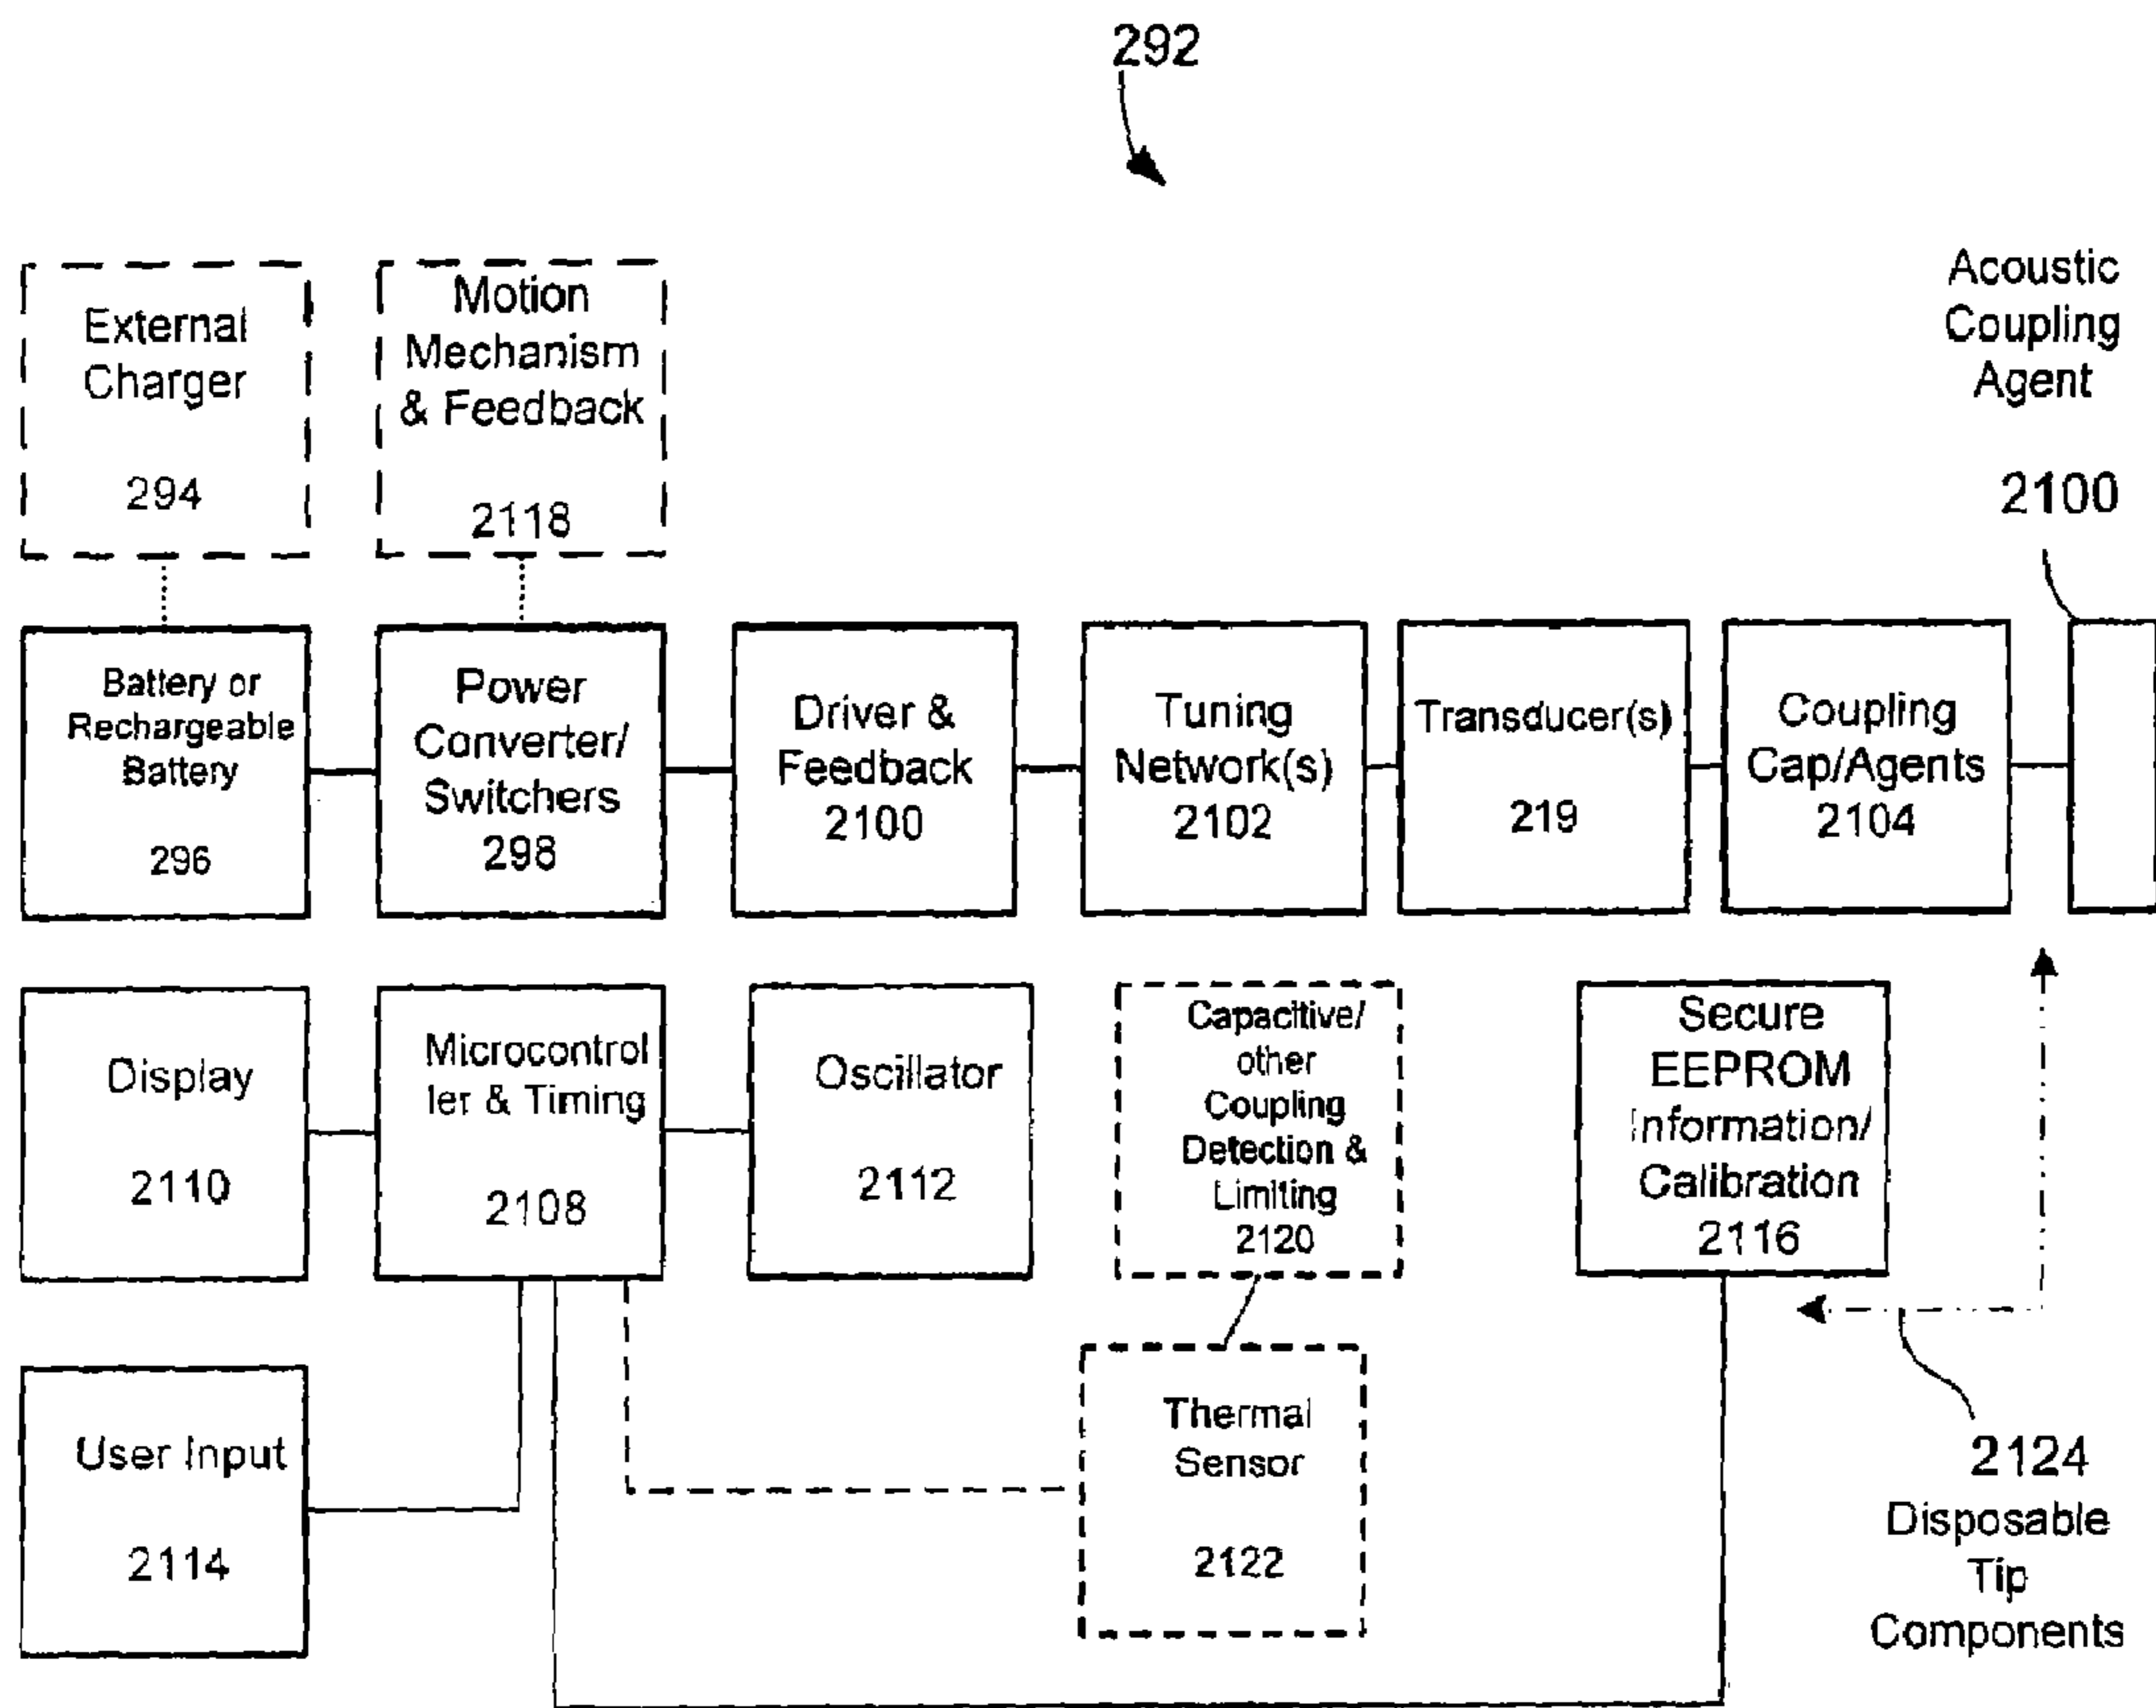 292
External
Charger
294
Motion
Mechanism
& Feedback
2118
Acoustic
Coupling
Agent
2100
Battery or
Rechargeable
Battery
296
Power
Converter/
Switchers
298
Driver &
Feedback
2100
Tuning
Network(s)
2102
Transducer(s)
219
Coupling
Cap/Agents
2104
Display
2110
Microcontrol
ler & Timing
2108
Oscillator
2112
Capacitive/
other
Coupling
Detection &
Limiting
2120
Secure
EEPROM
Information/
Calibration
2116
User Input
2114
Thermal
Sensor
2122
2124
Disposable
Tip
Components